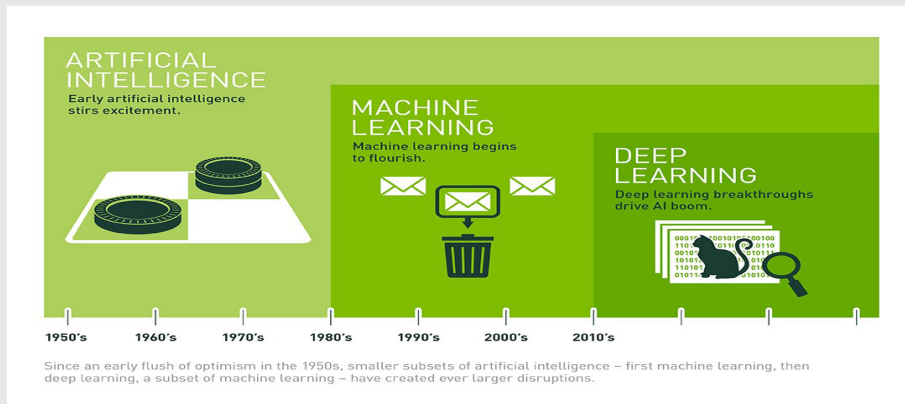 ARTIFICIAL
INTELLIGENCE
Early artificial intelligence
stirs excitement.
MACHINE
LEARNING
Machine learning begins
to flourish.
DEEP
LEARNING
Deep learning breakthroughs
drive AI boom.
1950's
1960's
1970's
1980's
1990's
2000's
2010's
Since an early flush of optimism in the 1950s, smaller subsets of artificial intelligence – first machine learning, then
deep learning, a subset of machine learning – have created ever larger disruptions.